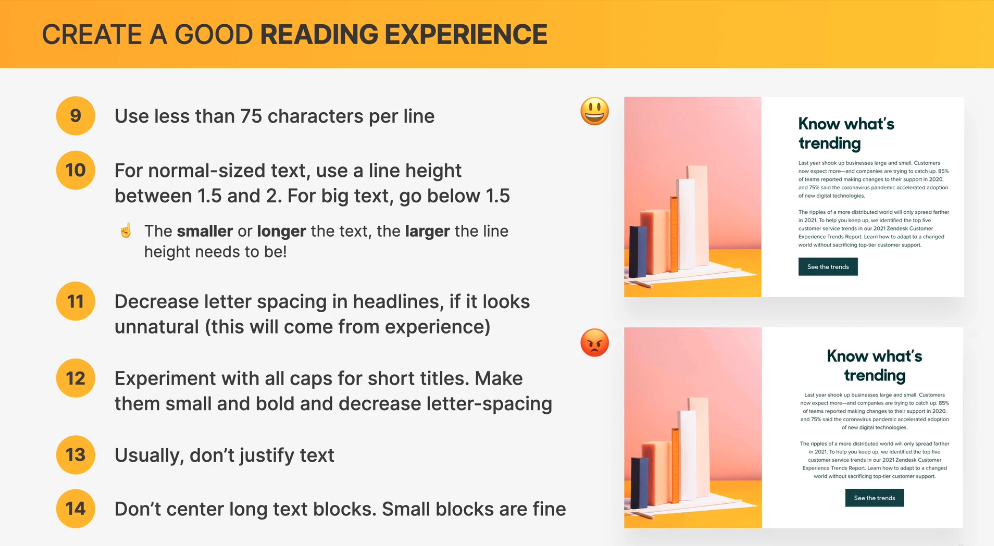 CREATE A GOOD READING EXPERIENCE
9
Use less than 75 characters per line
10
For normal-sized text, use a line height
between 1.5 and 2. For big text, go below 1.5
The smaller or longer the text, the larger the line
height needs to be!
11
Decrease letter spacing in headlines, if it looks
unnatural (this will come from experience)
12
Experiment with all caps for short titles. Make
them small and bold and decrease letter-spacing
13
Usually, don’t justify text
14
Don’t center long text blocks. Small blocks are fine
Know what’s
trending
Last year shook up businesses large and small. Customers
now expect more—and companies are trying to catch up. 85%
of teams reported making changes to their support in 2020,
and 75% said the coronavirus pandemic accelerated adoption
of new digital technologies.
The ripples of a more distributed world will only spread farther
in 2021. To help you keep up, we identified the top five
customer service trends in our 2021 Zendesk Customer
Experience Trends Report. Learn how to adapt to a changed
world without sacrificing top-tier customer support.
See the trends
Know what’s
trending
Last year shook up businesses large and small. Customers
now expect more—and companies are trying to catch up. 85%
of teams reported making changes to their support in 2020,
and 75% said the coronavirus pandemic accelerated adoption
of new digital technologies.
The ripples of a more distributed world will only spread farther
in 2021. To help you keep up, we identified the top five
customer service trends in our 2021 Zendesk Customer
Experience Trends Report. Learn how to adapt to a changed
world without sacrificing top-tier customer support.
See the trends